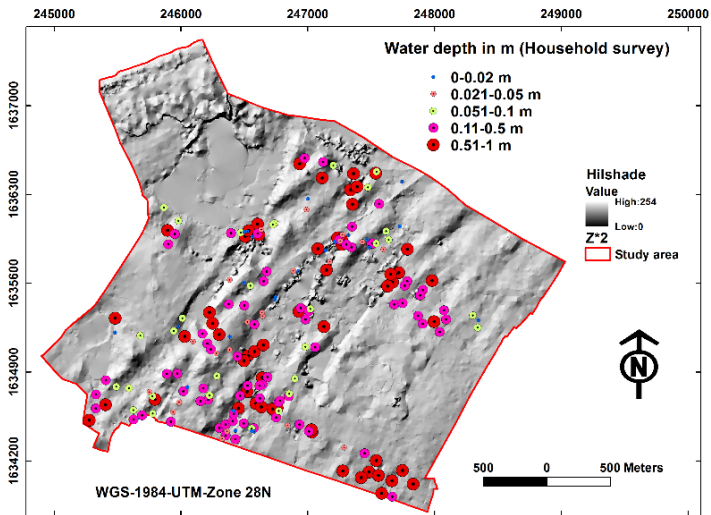 245000 246000 247000 248000 249000 250000
Water depth in m (Household survey)
0-0.02 m
0.021-0.05 m
0.051-0.1 m
0.11-0.5 m
0.51-1 m
1637000
1636300
1635600
1634900
1634200
Hilshade
Value
High:254
Low:0
Z*2
Study area
N
500 0 500 Meters
WGS-1984-UTM-Zone 28N